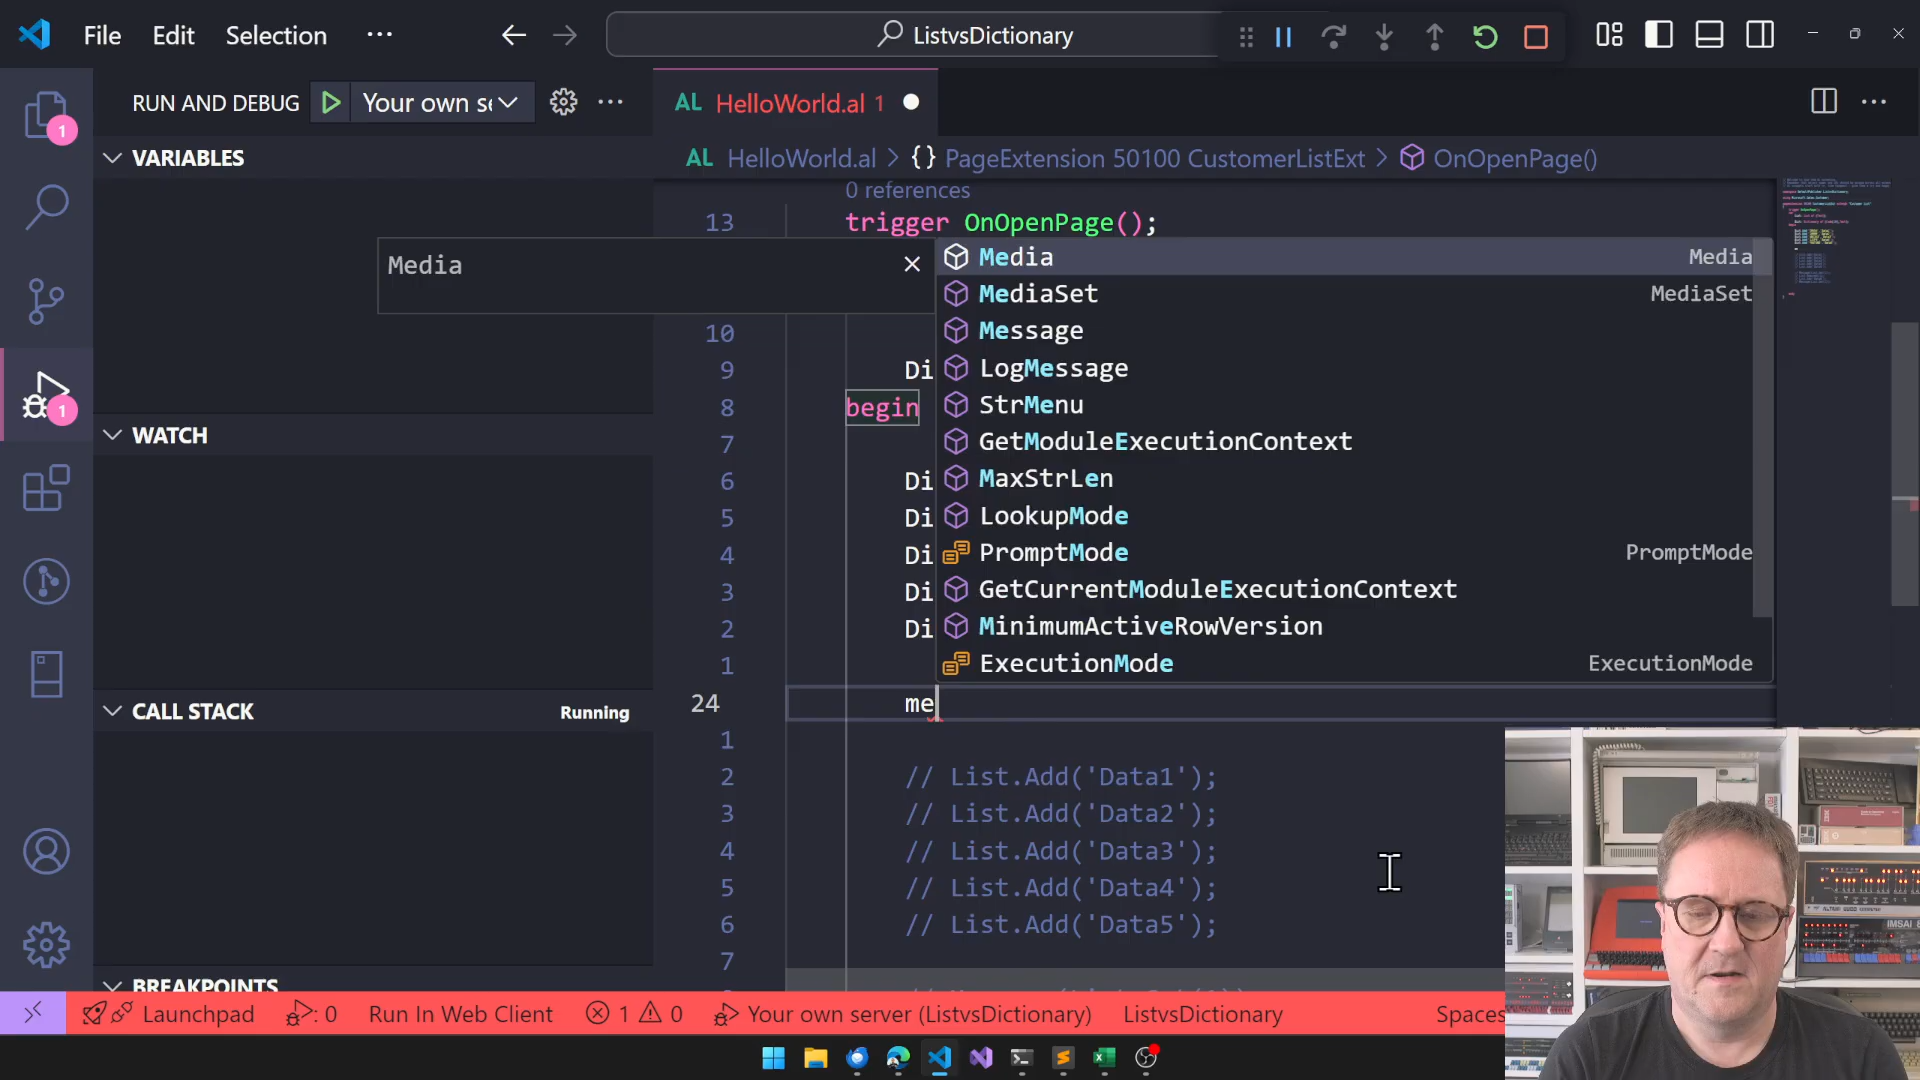 File Edit Selection ··· ListvsDictionary
RUN AND DEBUG Your own se ···
AL HelloWorld.al 1
AL HelloWorld.al > {} PageExtension 50100 CustomerListExt > OnOpenPage()
VARIABLES
WATCH
CALL STACK Running
BREAKPOINTS
1
1
0 references
13 trigger OnOpenPage();
Media
Media Media
MediaSet MediaSet
Message
LogMessage
StrMenu
GetModuleExecutionContext
MaxStrLen
LookupMode
PromptMode PromptMode
GetCurrentModuleExecutionContext
MinimumActiveRowVersion
ExecutionMode ExecutionMode
10
9 Di
8 begin
7
6 Di
5 Di
4 Di
3 Di
2 Di
1
24 me
1
2 // List.Add('Data1');
3 // List.Add('Data2');
4 // List.Add('Data3');
5 // List.Add('Data4');
6 // List.Add('Data5');
7
Launchpad : 0 Run In Web Client 1 0 Your own server (ListvsDictionary) ListvsDictionary Spaces